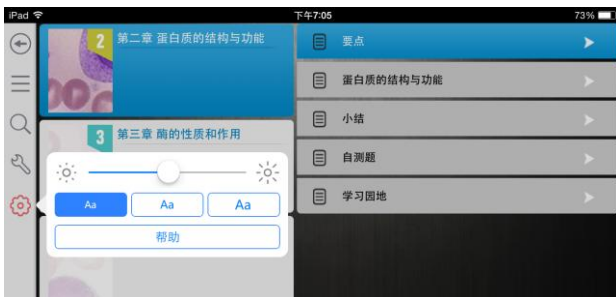 iPad 下午7:05 73%
2 第二章 蛋白质的结构与功能
3 第三章 酶的性质和作用
Aa Aa Aa
帮助
要点
蛋白质的结构与功能
小结
自测题
学习园地